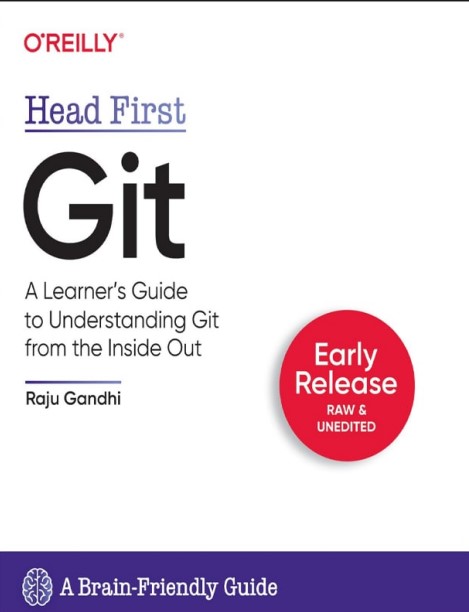 O'REILLY®
Head First
Git
A Learner's Guide
to Understanding Git
from the Inside Out
Raju Gandhi
Early
Release
RAW &
UNEDITED
A Brain-Friendly Guide